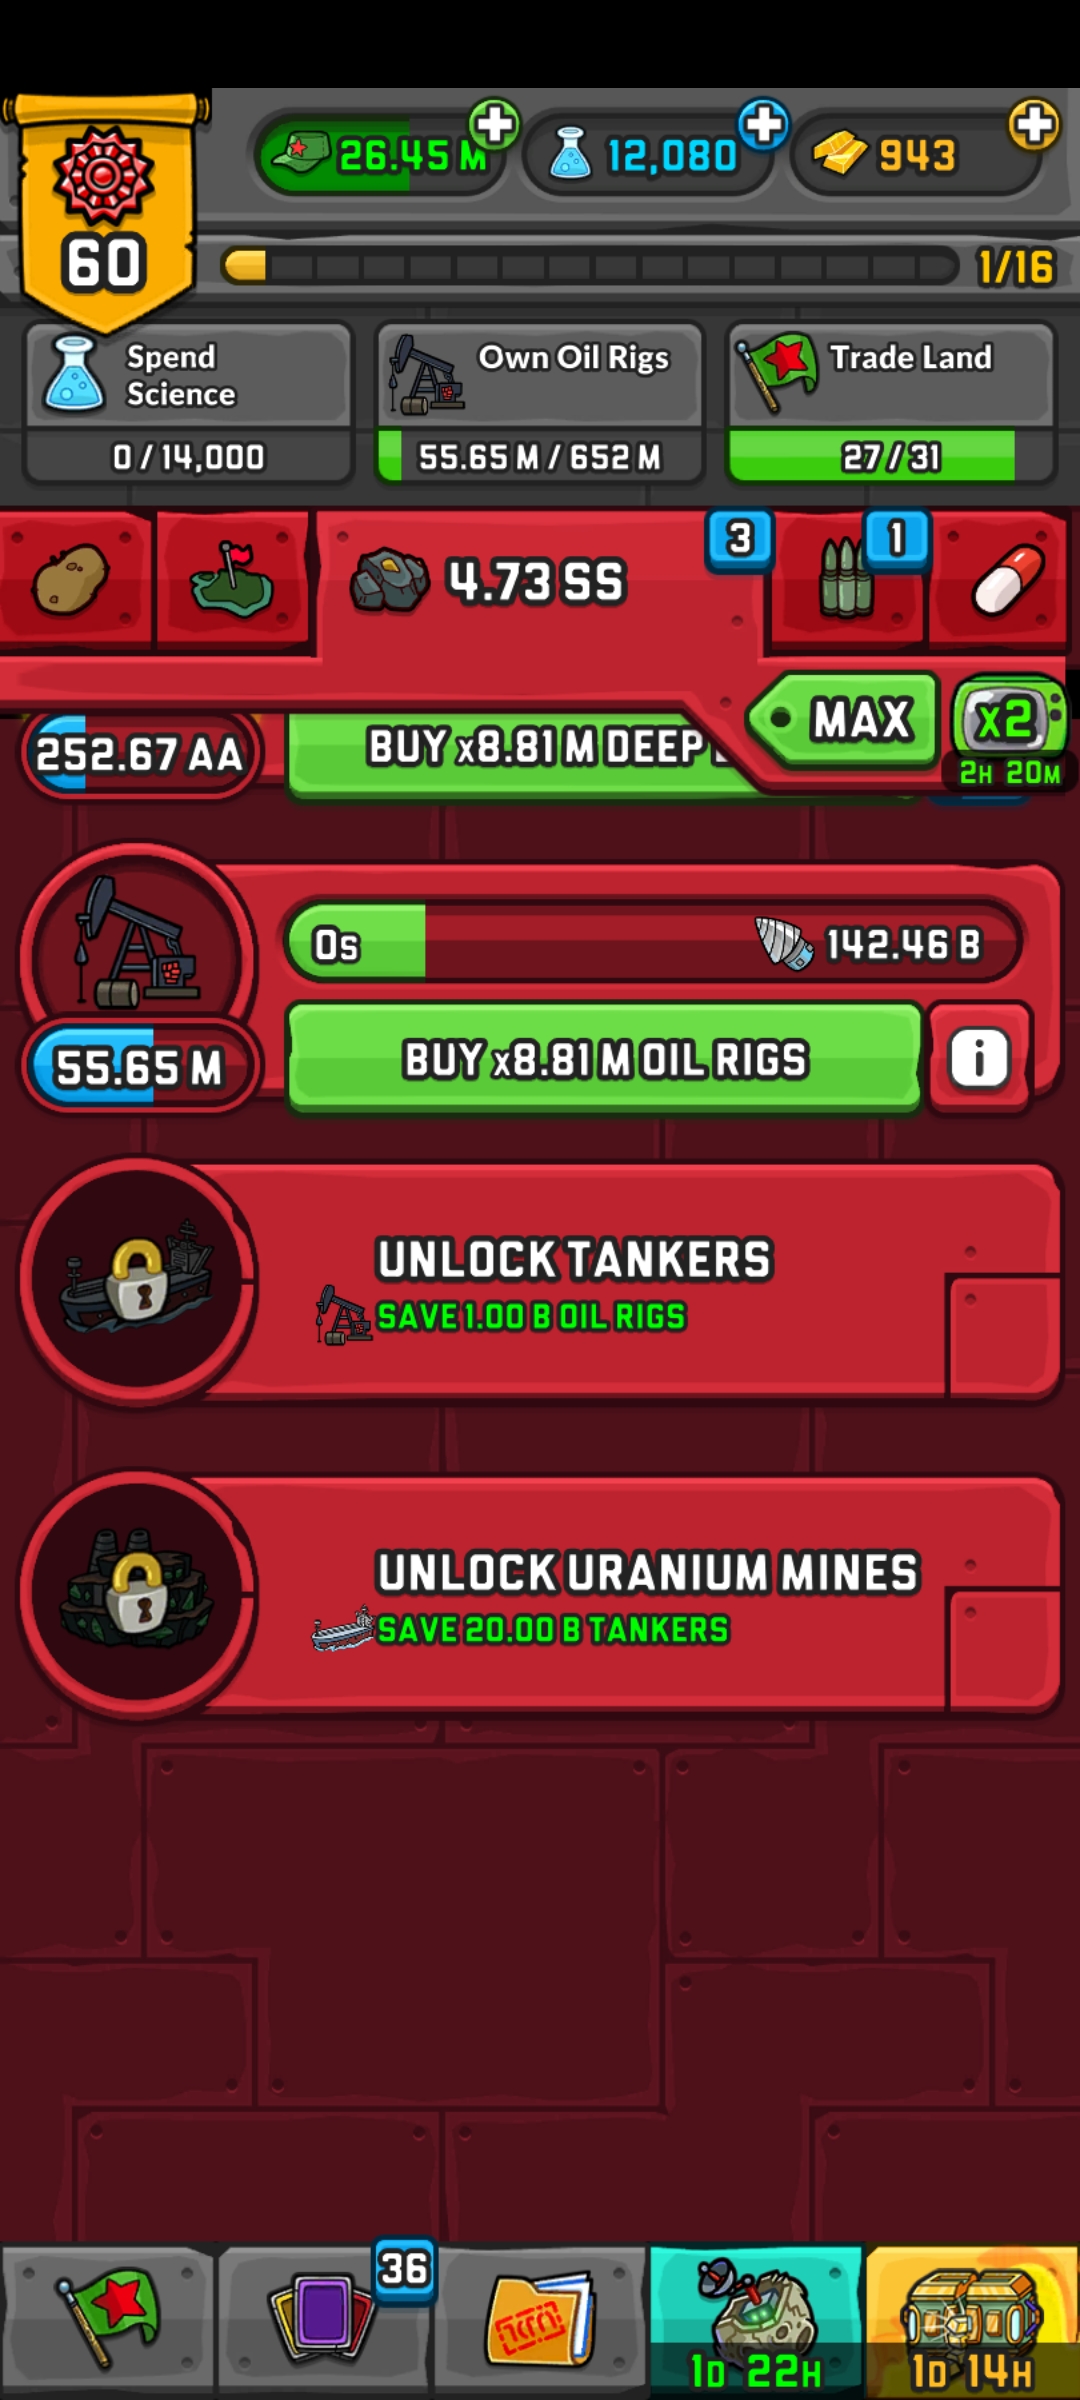 26.45 M
12,080
943
60
1/16
Spend
Science
Own Oil Rigs
Trade Land
0 / 14,000
55.65 M / 652 M
27 / 31
4.73 SS
3
1
MAX
x2
2H 20M
252.67 AA
BUY x8.81 M DEEP
0s
142.46 B
55.65 M
BUY x8.81 M OIL RIGS
i
UNLOCK TANKERS
SAVE 1.00 B OIL RIGS
UNLOCK URANIUM MINES
SAVE 20.00 B TANKERS
36
1D 22H
1D 14H